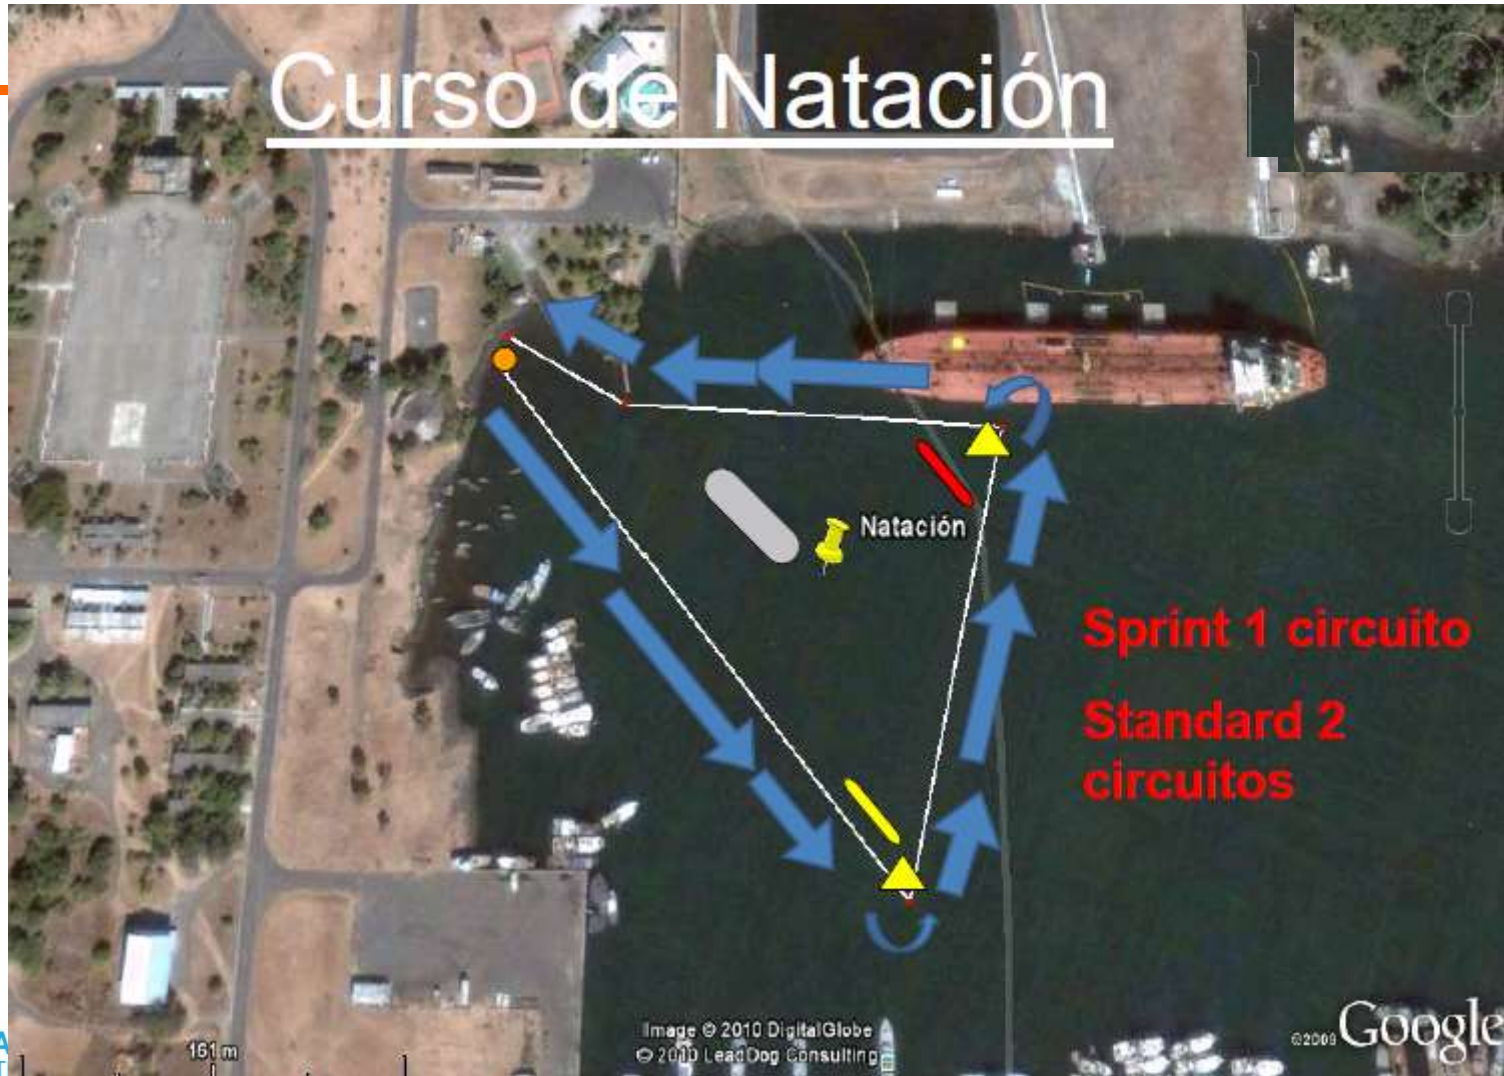 Curso de Natación
Natación
Sprint 1 circuito
Standard 2
circuitos
Image © 2010 DigitalGlobe
© 2010 LeadDog Consulting
©2009 Google
161 m
A
T